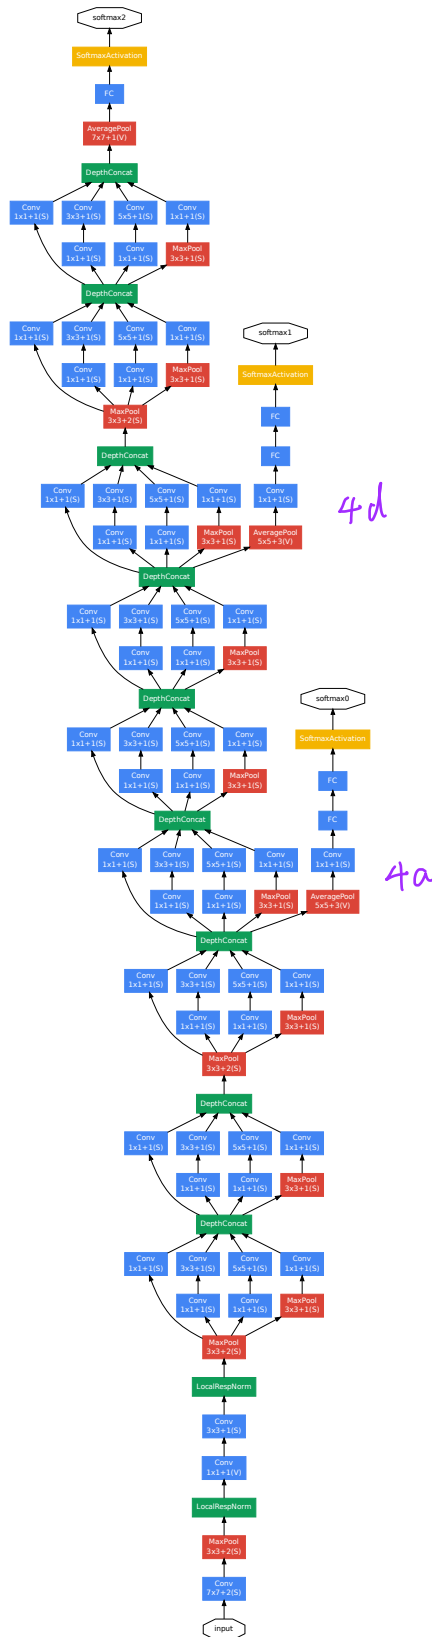 softmax2
SoftmaxActivation
FC
AveragePool
7x7+1(V)
DepthConcat
Conv
1x1+1(S)
Conv
3x3+1(S)
Conv
5x5+1(S)
Conv
1x1+1(S)
Conv
1x1+1(S)
Conv
1x1+1(S)
MaxPool
3x3+1(S)
DepthConcat
Conv
1x1+1(S)
Conv
3x3+1(S)
Conv
5x5+1(S)
Conv
1x1+1(S)
softmax1
Conv
1x1+1(S)
Conv
1x1+1(S)
MaxPool
3x3+1(S)
SoftmaxActivation
MaxPool
3x3+2(S)
FC
DepthConcat
FC
Conv
1x1+1(S)
Conv
3x3+1(S)
Conv
5x5+1(S)
Conv
1x1+1(S)
Conv
1x1+1(S)
4d
Conv
1x1+1(S)
Conv
1x1+1(S)
MaxPool
3x3+1(S)
AveragePool
5x5+3(V)
DepthConcat
Conv
1x1+1(S)
Conv
3x3+1(S)
Conv
5x5+1(S)
Conv
1x1+1(S)
Conv
1x1+1(S)
Conv
1x1+1(S)
MaxPool
3x3+1(S)
DepthConcat
softmax0
Conv
1x1+1(S)
Conv
3x3+1(S)
Conv
5x5+1(S)
Conv
1x1+1(S)
SoftmaxActivation
Conv
1x1+1(S)
Conv
1x1+1(S)
MaxPool
3x3+1(S)
FC
DepthConcat
FC
Conv
1x1+1(S)
Conv
3x3+1(S)
Conv
5x5+1(S)
Conv
1x1+1(S)
Conv
1x1+1(S)
4a
Conv
1x1+1(S)
Conv
1x1+1(S)
MaxPool
3x3+1(S)
AveragePool
5x5+3(V)
DepthConcat
Conv
1x1+1(S)
Conv
3x3+1(S)
Conv
5x5+1(S)
Conv
1x1+1(S)
Conv
1x1+1(S)
Conv
1x1+1(S)
MaxPool
3x3+1(S)
MaxPool
3x3+2(S)
DepthConcat
Conv
1x1+1(S)
Conv
3x3+1(S)
Conv
5x5+1(S)
Conv
1x1+1(S)
Conv
1x1+1(S)
Conv
1x1+1(S)
MaxPool
3x3+1(S)
DepthConcat
Conv
1x1+1(S)
Conv
3x3+1(S)
Conv
5x5+1(S)
Conv
1x1+1(S)
Conv
1x1+1(S)
Conv
1x1+1(S)
MaxPool
3x3+1(S)
MaxPool
3x3+2(S)
LocalRespNorm
Conv
3x3+1(S)
Conv
1x1+1(V)
LocalRespNorm
MaxPool
3x3+2(S)
Conv
7x7+2(S)
input